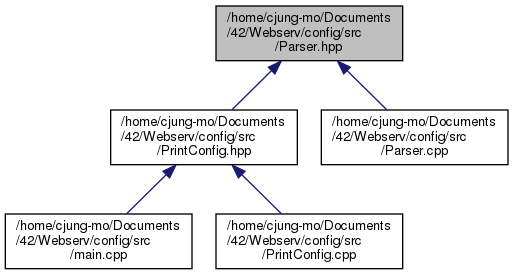 /home/cjung-mo/Documents
/42/Webserv/config/src
/Parser.hpp
/home/cjung-mo/Documents
/42/Webserv/config/src
/PrintConfig.hpp
/home/cjung-mo/Documents
/42/Webserv/config/src
/Parser.cpp
/home/cjung-mo/Documents
/42/Webserv/config/src
/main.cpp
/home/cjung-mo/Documents
/42/Webserv/config/src
/PrintConfig.cpp